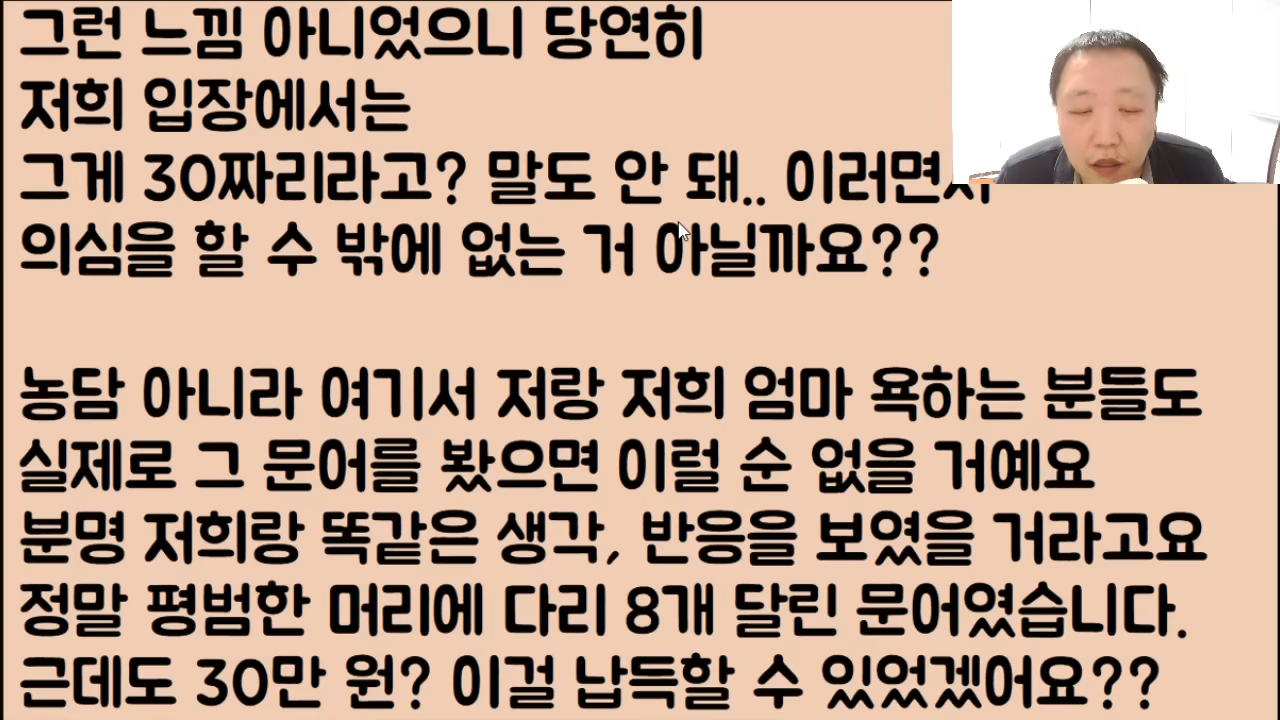 그런 느낌 아니었으니 당연히
저희 입장에서는
그게 30짜리라고? 말도 안 돼.. 이러면서
의심을 할 수 밖에 없는 거 아닐까요??
농담 아니라 여기서 저랑 저희 엄마 욕하는 분들도
실제로 그 문어를 봤으면 이럴 순 없을 거예요
분명 저희랑 똑같은 생각, 반응을 보였을 거라고요
정말 평범한 머리에 다리 8개 달린 문어였습니다.
근데도 30만 원? 이걸 납득할 수 있었겠어요??